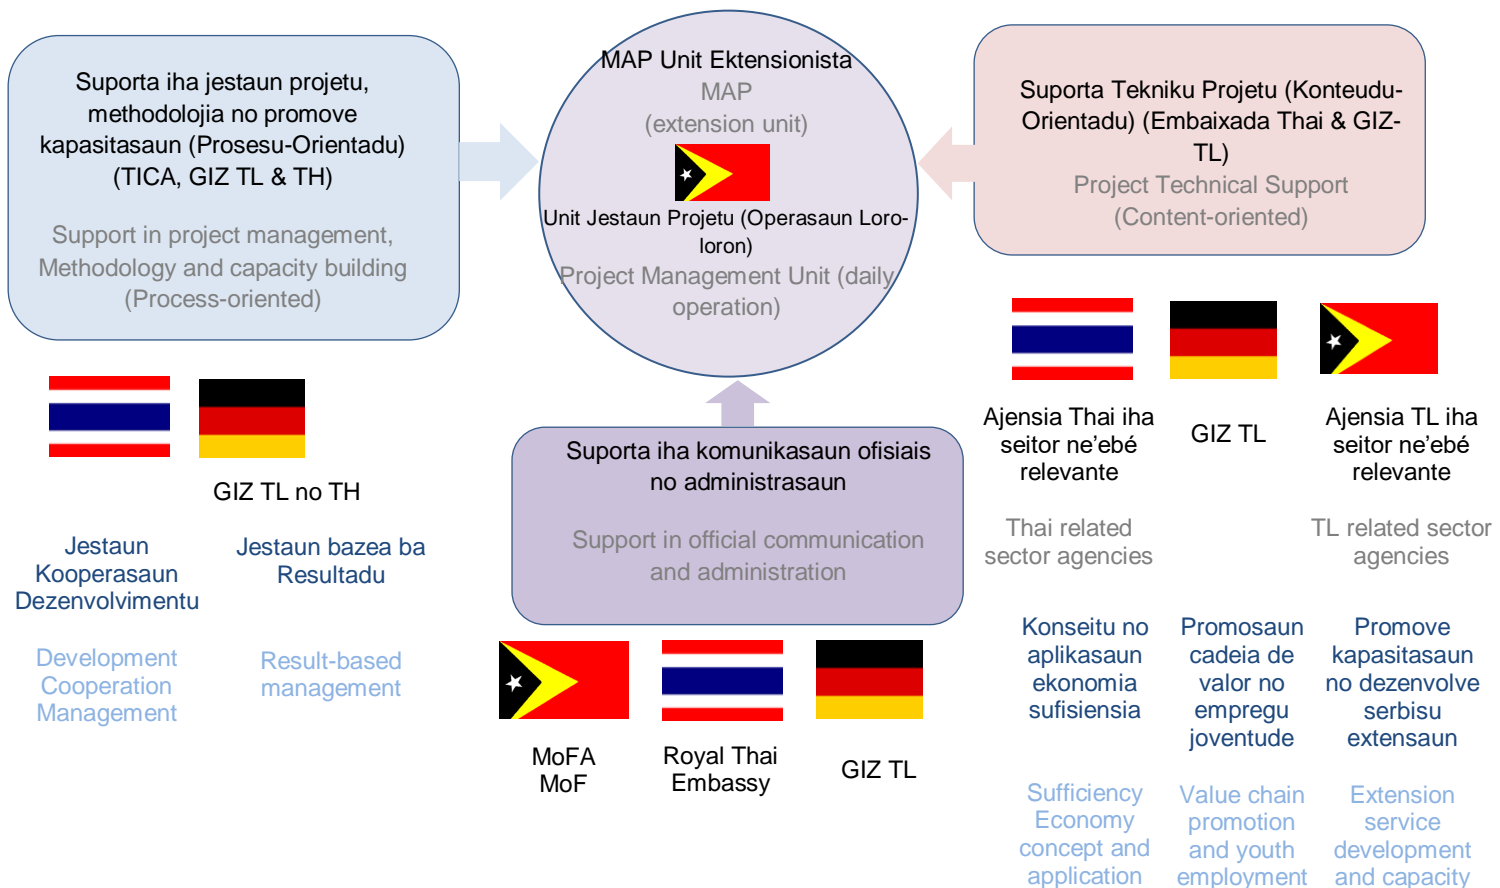 Suporta iha jestaun projetu,
methodolojia no promove
kapasitasaun (Prosesu-Orientadu)
(TICA, GIZ TL & TH)
Support in project management,
Methodology and capacity building
(Process-oriented)
MAP Unit Ektensionista
MAP
(extension unit)
Unit Jestaun Projetu (Operasaun Loro-
loron)
Project Management Unit (daily
operation)
Suporta Tekniku Projetu (Konteudu-
Orientadu) (Embaixada Thai & GIZ-
TL)
Project Technical Support
(Content-oriented)
GIZ TL no TH
Jestaun
Kooperasaun
Dezenvolvimentu
Development
Cooperation
Management
Jestaun bazea ba
Resultadu
Result-based
management
Suporta iha komunikasaun ofisiais
no administrasaun
Support in official communication
and administration
MoFA
MoF
Royal Thai
Embassy
GIZ TL
Ajensia Thai iha
seitor ne’ebé
relevante
Thai related
sector agencies
Konseitu no
aplikasaun
ekonomia
sufisiensia
Sufficiency
Economy
concept and
application
GIZ TL
Promosaun
cadeia de
valor no
empregu
joventude
Value chain
promotion
and youth
employment
Ajensia TL iha
seitor ne’ebé
relevante
TL related sector
agencies
Promove
kapasitasaun
no dezenvolve
serbisu
extensaun
Extension
service
development
and capacity